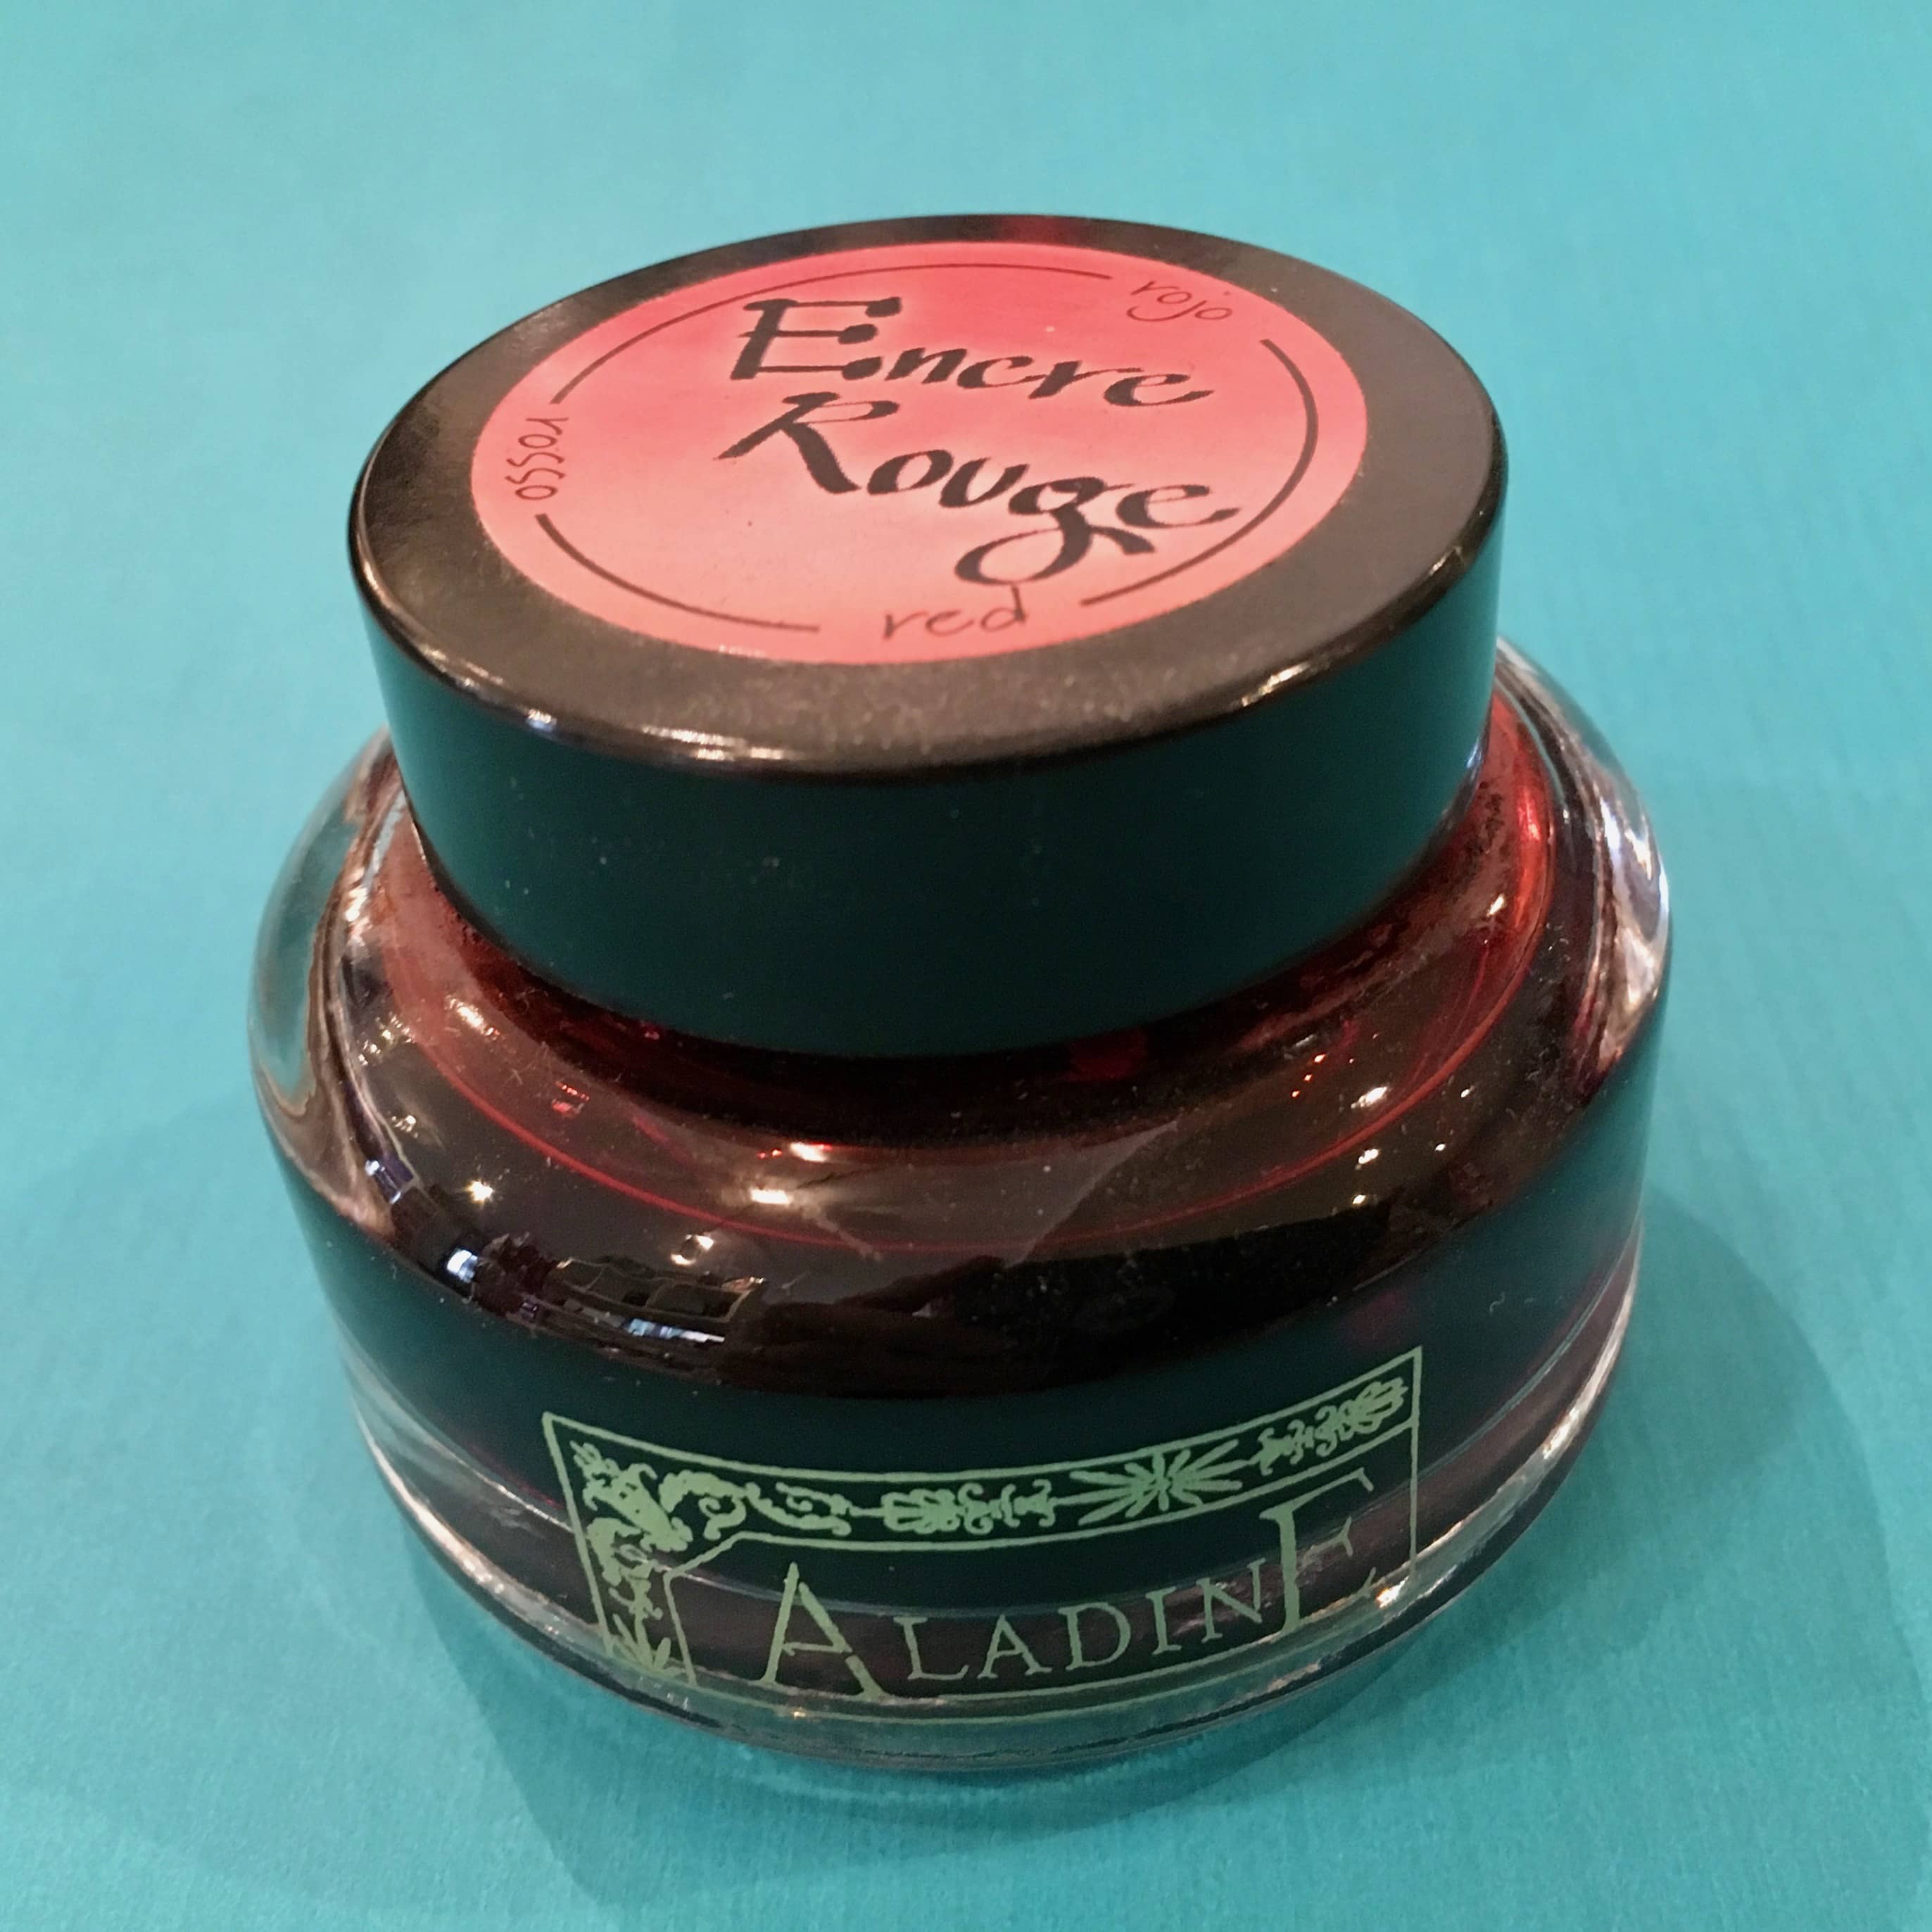 rojo
Encre
Rouge
rosso
red
ALADINE